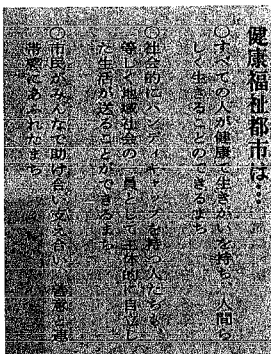 健康福祉都市は…
○すべての人が健康で生きがいを持ち、人間ら
しく生きることのできるまち
○社会的にハンディキャップを持つ人たちも、
等しく地域社会の一員として主体的に自立し
た生活が送ることができるまち
○市民がみんなで助け合い支え合い、善意と連
帯感にあふれたまち